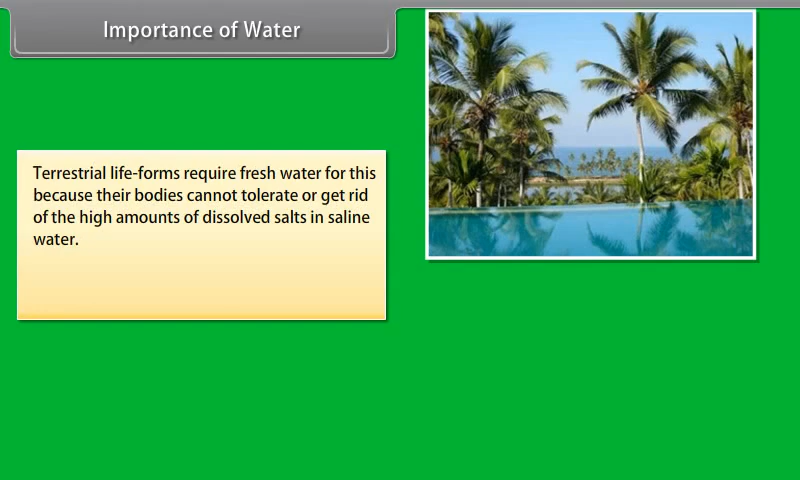 Importance of Water
Terrestrial life-forms require fresh water for this
because their bodies cannot tolerate or get rid
of the high amounts of dissolved salts in saline
water.